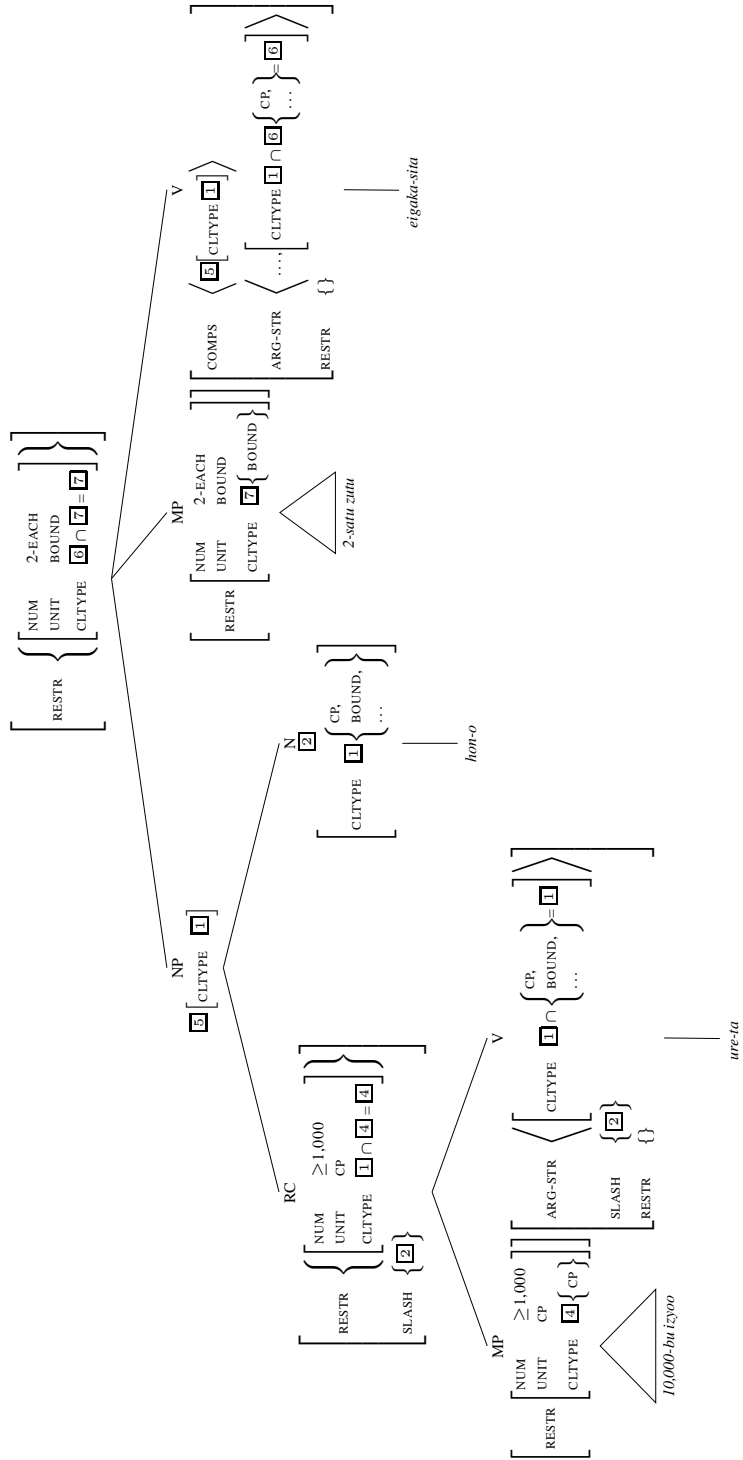 [RESTR { [NUM 2-EACH
UNIT BOUND
CLTYPE 6 ∩ 7 = 7] } ]
NP
5 [CLTYPE 1]
MP
[RESTR [NUM 2-EACH
UNIT BOUND
CLTYPE 7 {BOUND}]]
2-satu zutu
V
[COMPS ⟨ 5 [CLTYPE 1] ⟩
ARG-STR ⟨ …, [CLTYPE 1 ∩ 6 {CP, …} = 6] ⟩
RESTR {}]
eigaka-sita
RC
[RESTR { [NUM ≥1,000
UNIT CP
CLTYPE 1 ∩ 4 = 4] }
SLASH {2}]
N 2
[CLTYPE 1 {CP,
BOUND,
…}]
hon-o
MP
[RESTR [NUM ≥1,000
UNIT CP
CLTYPE 4 {CP}]]
10,000-bu izyoo
V
[ARG-STR ⟨ [CLTYPE 1 ∩ {CP,
BOUND,
…} = 1] ⟩
SLASH {2}
RESTR {}]
ure-ta